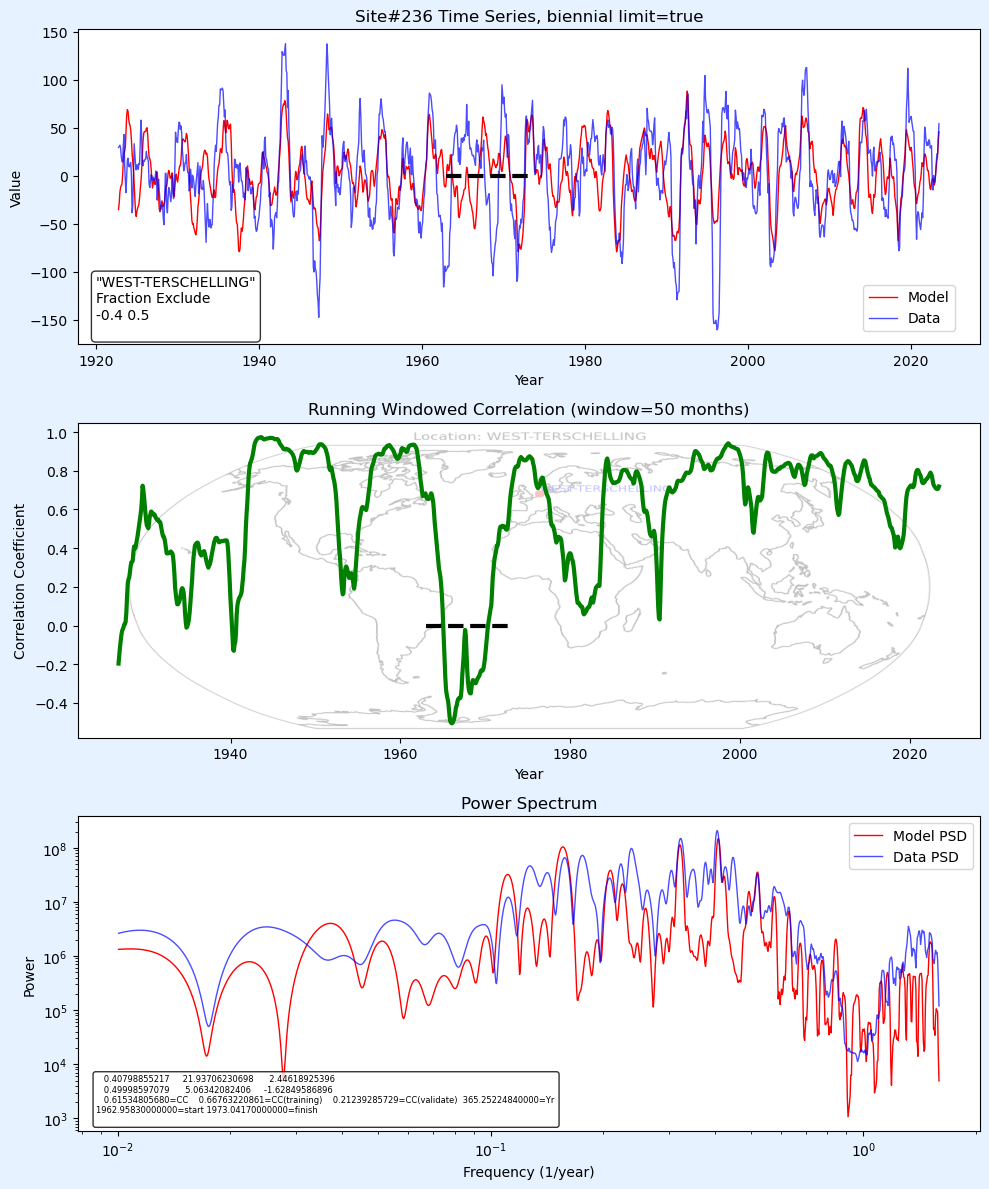 Site#236 Time Series, biennial limit=true
150
100
50
0
−50
−100
−150
Value
"WEST-TERSCHELLING"
Fraction Exclude
-0.4 0.5
Model
Data
1920 1940 1960 1980 2000 2020
Year
Running Windowed Correlation (window=50 months)
Location: WEST-TERSCHELLING
WEST-TERSCHELLING
1.0
0.8
0.6
0.4
0.2
0.0
−0.2
−0.4
Correlation Coefficient
1940 1960 1980 2000 2020
Year
Power Spectrum
Model PSD
Data PSD
10⁸
10⁷
10⁶
10⁵
10⁴
10³
Power
0.40798855217 21.93706230698 2.44618925396
0.49998597079 5.06342082406 -1.62849586896
0.61534805680=CC 0.66763220861=CC(training) 0.21239285729=CC(validate) 365.25224840000=Yr
1962.95830000000=start 1973.04170000000=finish
10⁻² 10⁻¹ 10⁰
Frequency (1/year)